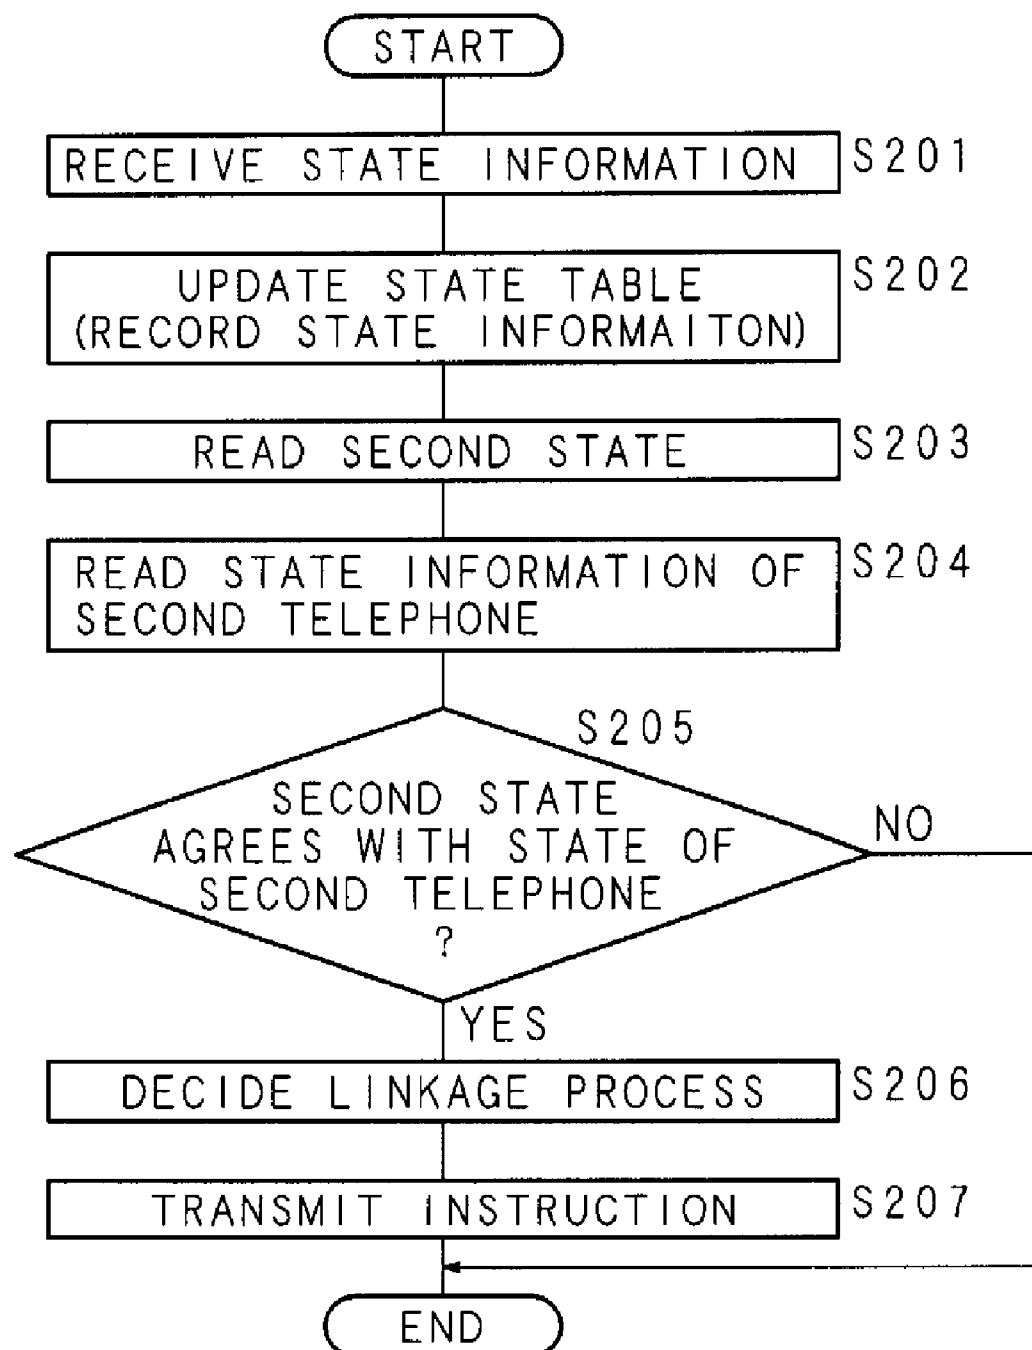 START
RECEIVE STATE INFORMATION S201
UPDATE STATE TABLE S202
(RECORD STATE INFORMAITON)
READ SECOND STATE S203
READ STATE INFORMATION OF S204
SECOND TELEPHONE
S205
SECOND STATE
AGREES WITH STATE OF
SECOND TELEPHONE
?
NO
YES
DECIDE LINKAGE PROCESS S206
TRANSMIT INSTRUCTION S207
END